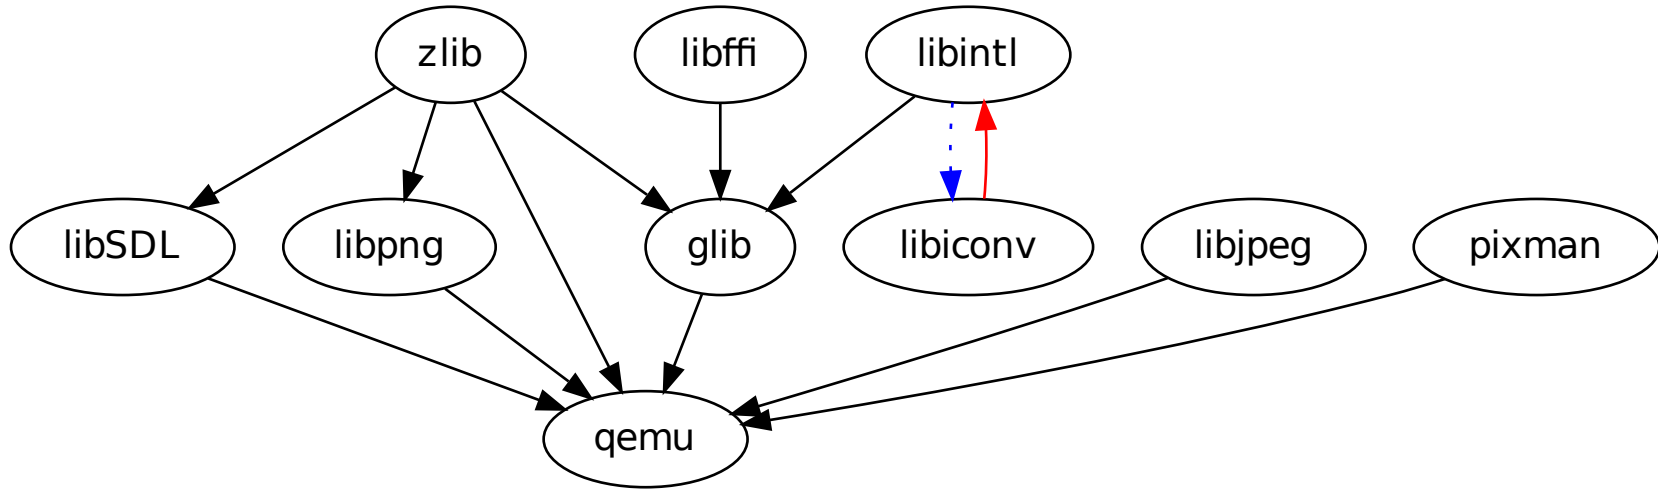 zlib
libffi
libintl
libSDL
libpng
glib
libiconv
libjpeg
pixman
qemu